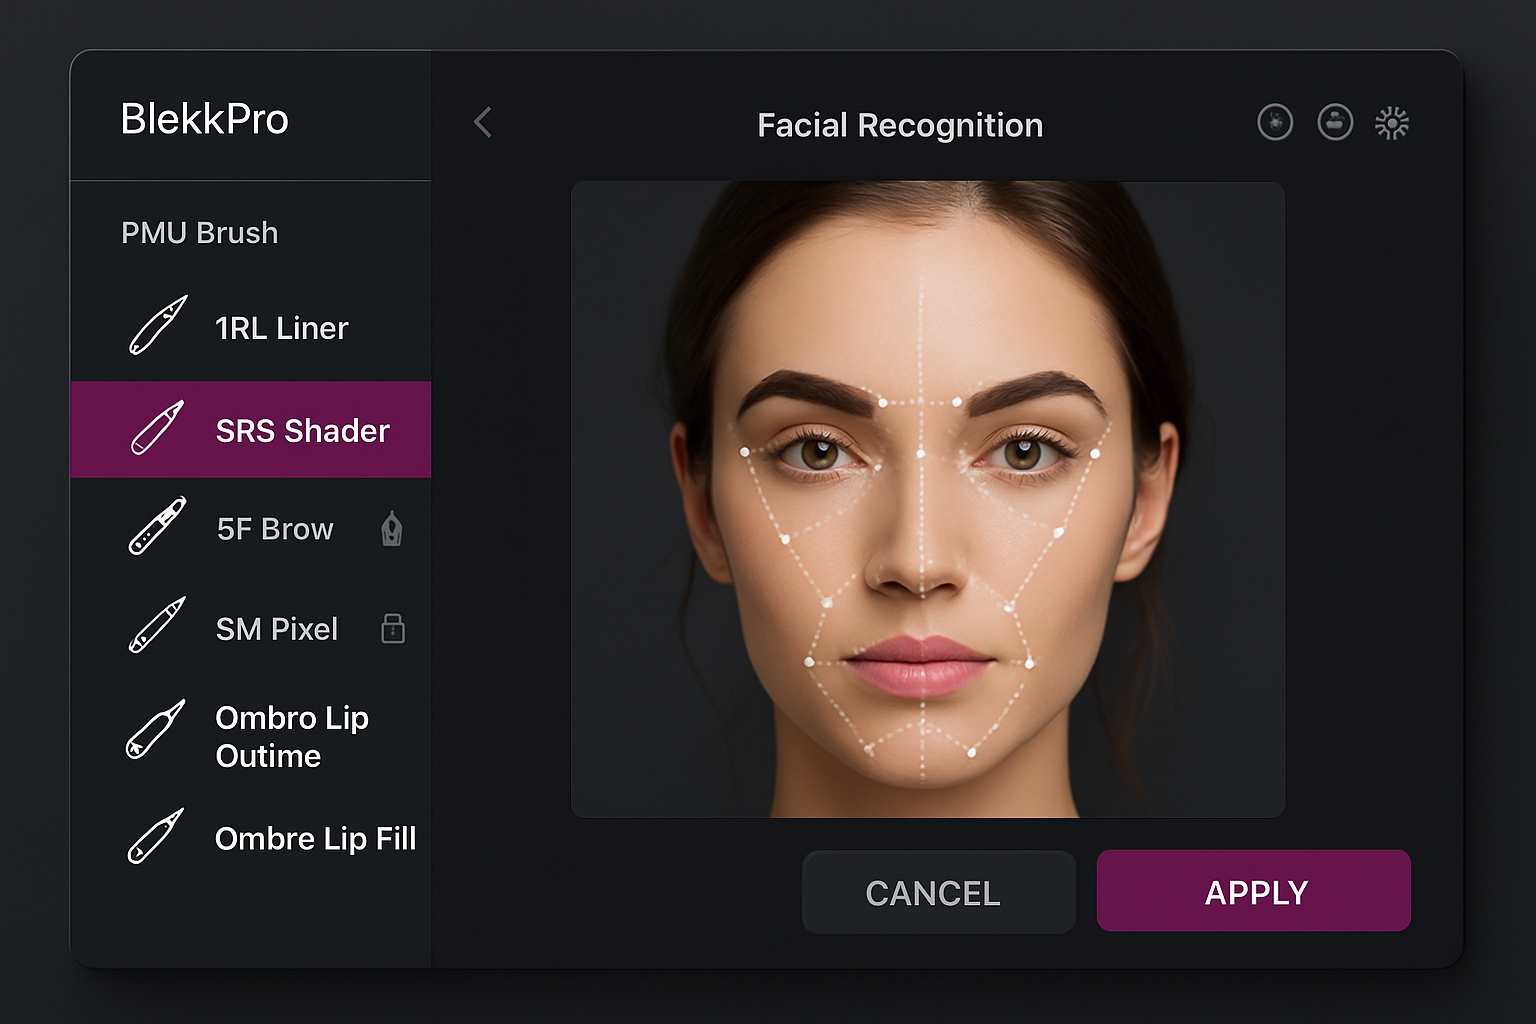 BlekkPro
PMU Brush
1RL Liner
SRS Shader
5F Brow
SM Pixel
Ombro Lip
Outime
Ombre Lip Fill
Facial Recognition
CANCEL
APPLY